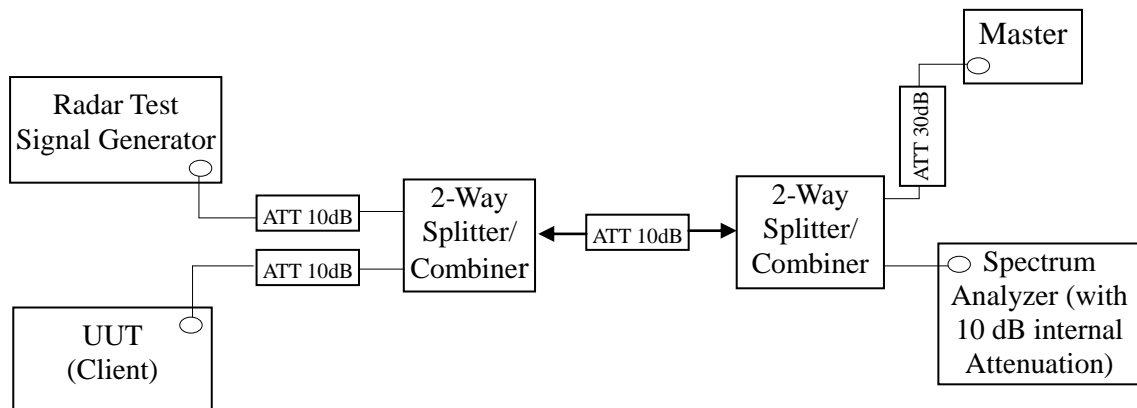 Radar Test
Signal Generator
ATT 10dB
ATT 10dB
UUT
(Client)
2-Way
Splitter/
Combiner
ATT 10dB
2-Way
Splitter/
Combiner
ATT 30dB
Master
Spectrum
Analyzer (with
10 dB internal
Attenuation)